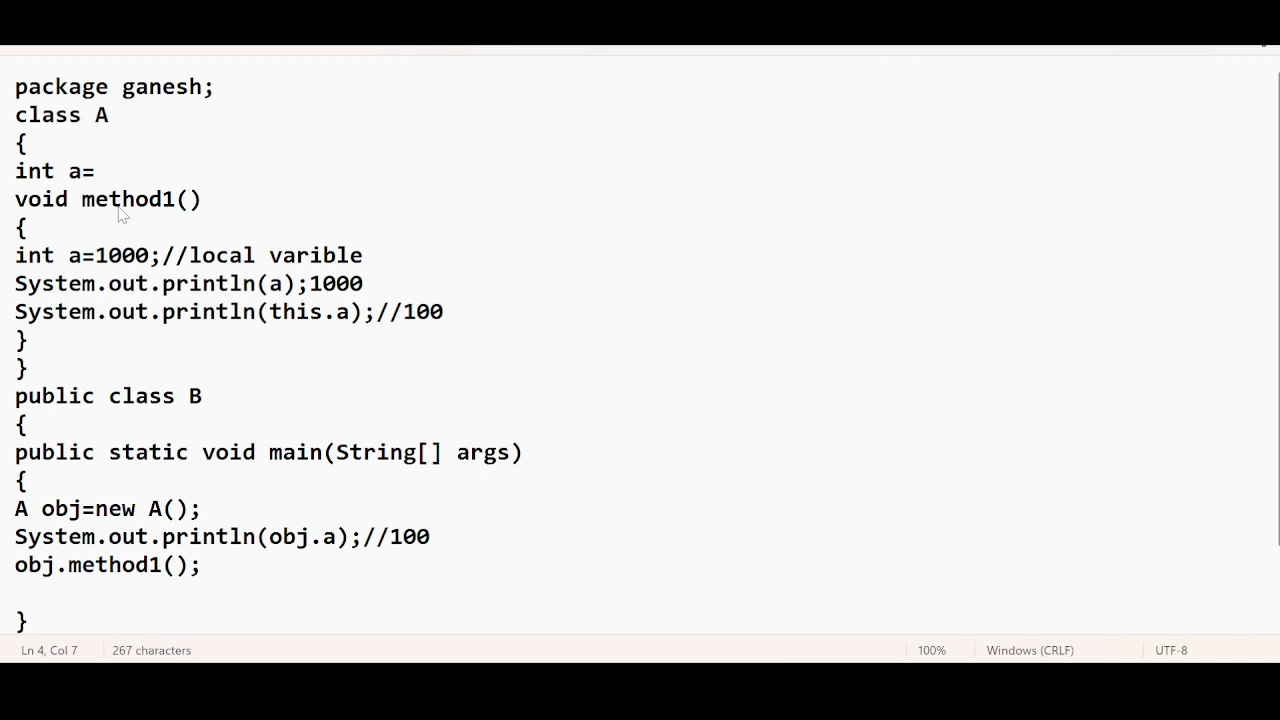 package ganesh;
class A
{
int a=
void method1()
{
int a=1000;//local varible
System.out.println(a);1000
System.out.println(this.a);//100
}
}
public class B
{
public static void main(String[] args)
{
A obj=new A();
System.out.println(obj.a);//100
obj.method1();
}
Ln 4, Col 7 267 characters 100% Windows (CRLF) UTF-8